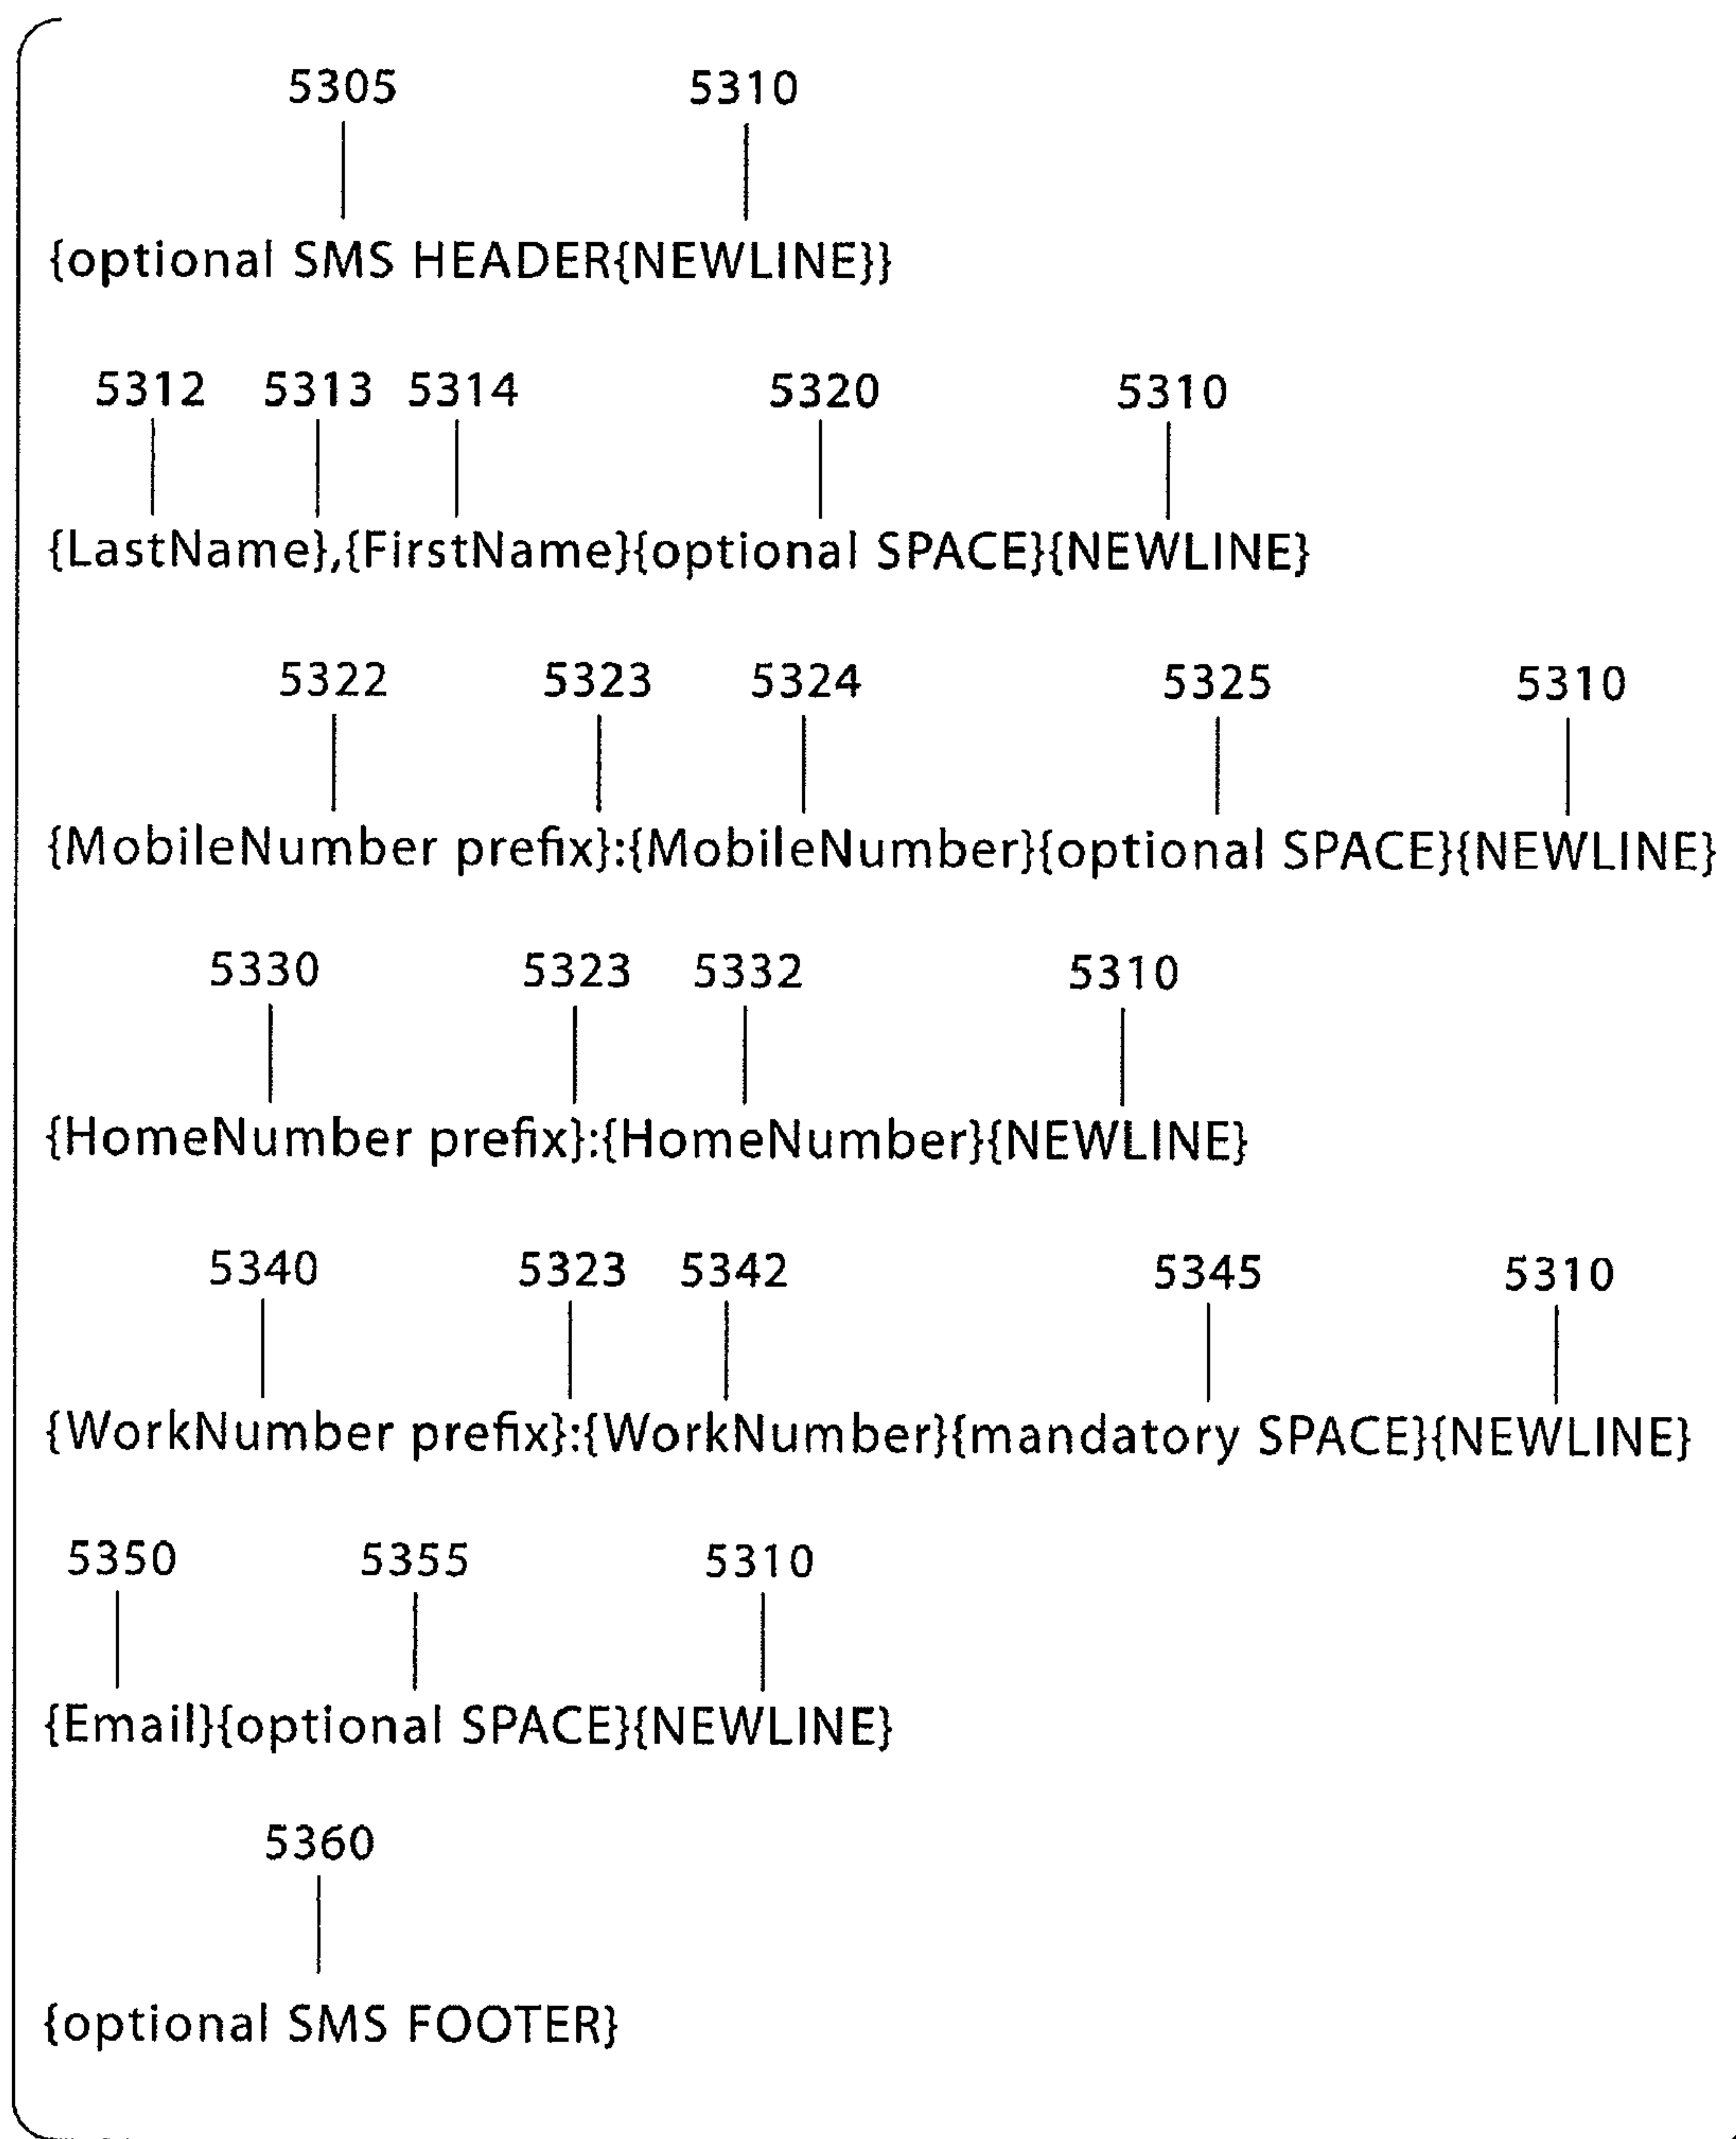 5305 5310
{optional SMS HEADER{NEWLINE}}
5312 5313 5314 5320 5310
{LastName},{FirstName}{optional SPACE}{NEWLINE}
5322 5323 5324 5325 5310
{MobileNumber prefix}:{MobileNumber}{optional SPACE}{NEWLINE}
5330 5323 5332 5310
{HomeNumber prefix}:{HomeNumber}{NEWLINE}
5340 5323 5342 5345 5310
{WorkNumber prefix}:{WorkNumber}{mandatory SPACE}{NEWLINE}
5350 5355 5310
{Email}{optional SPACE}{NEWLINE}
5360
{optional SMS FOOTER}